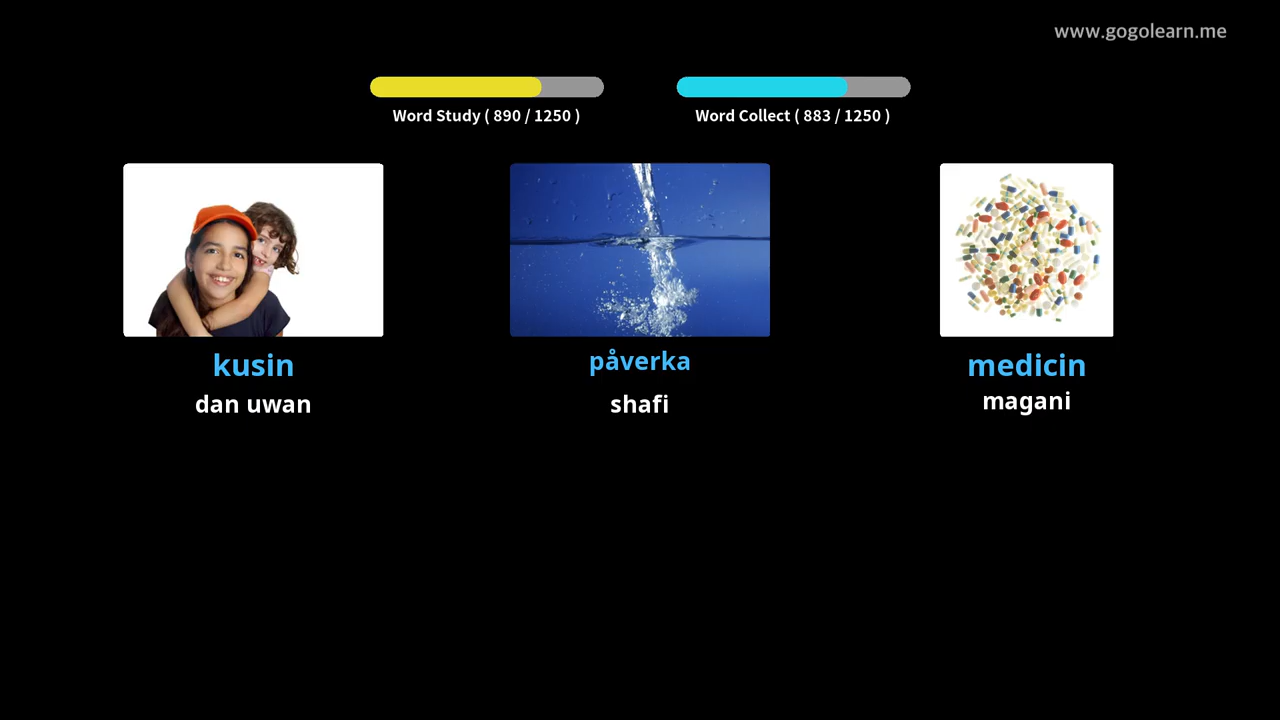 www.gogolearn.me
Word Study ( 890 / 1250 )
Word Collect ( 883 / 1250 )
kusin
påverka
medicin
dan uwan
shafi
magani